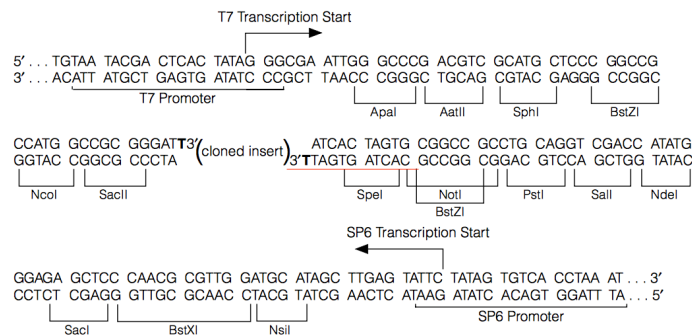 T7 Transcription Start
5′ . . . TGTAA TACGA CTCAC TATAG GGCGA ATTGG GCCCG ACGTC GCATG CTCCC GGCCG
3′ . . . ACATT ATGCT GAGTG ATATC CCGCT TAACC CGGGC TGCAG CGTAC GAGGG CCGGC
T7 Promoter
ApaI AatII SphI BstZI
CCATG GCCGC GGGAT T3′ (cloned insert) ATCAC TAGTG CGGCC GCCTG CAGGT CGACC ATATG
GGTAC CGGCG CCCTA 3′T TAGTG ATCAC GCCGG CGGAC GTCCA GCTGG TATAC
NcoI SacII SpeI NotI PstI SalI NdeI
BstZI
SP6 Transcription Start
GGAGA GCTCC CAACG CGTTG GATGC ATAGC TTGAG TATTC TATAG TGTCA CCTAA AT . . . 3′
CCTCT CGAGG GTTGC GCAAC CTACG TATCG AACTC ATAAG ATATC ACAGT GGATT TA . . . 5′
SacI BstXI NsiI SP6 Promoter